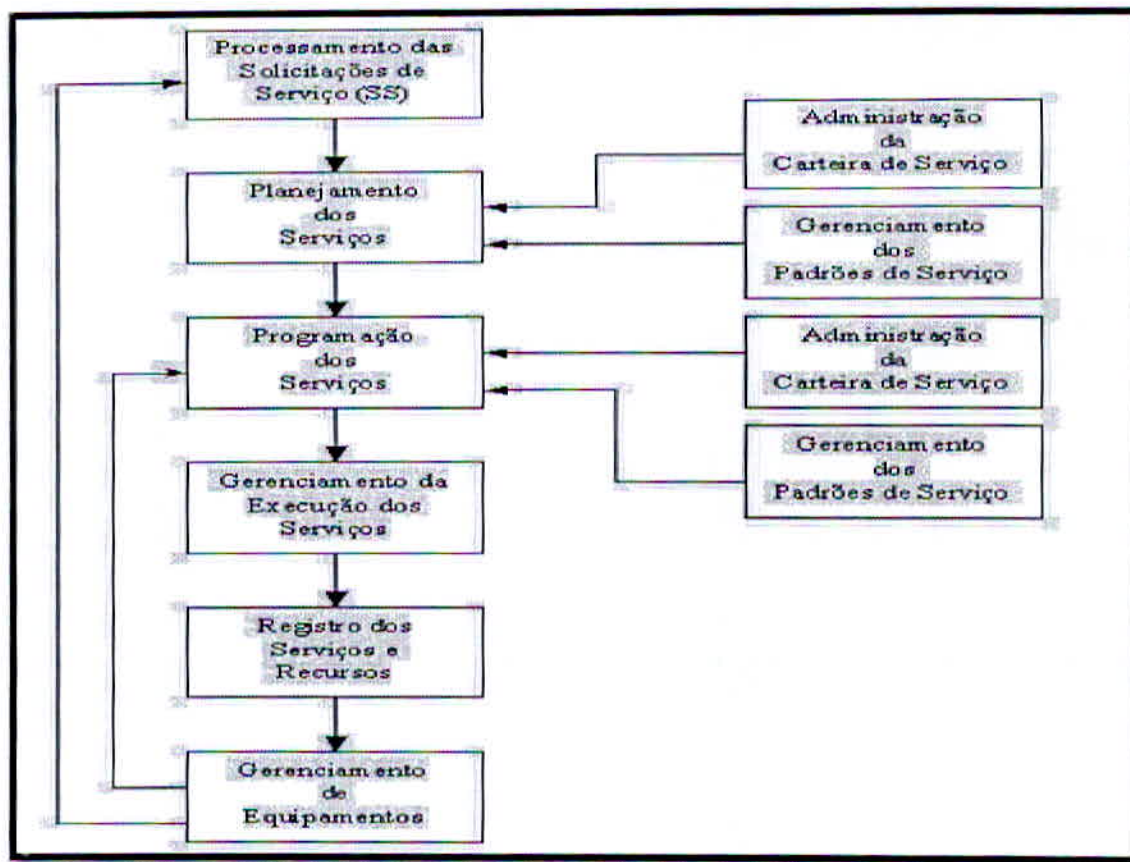 Processamento das
Solicitações de
Serviço (SS)
Planejamento
dos
Serviços
Programação
dos
Serviços
Gerenciamento da
Execução dos
Serviços
Registro dos
Serviços e
Recursos
Gerenciamento
de
Equipamentos
Administração
da
Carteira de Serviço
Gerenciamento
dos
Padrões de Serviço
Administração
da
Carteira de Serviço
Gerenciamento
dos
Padrões de Serviço